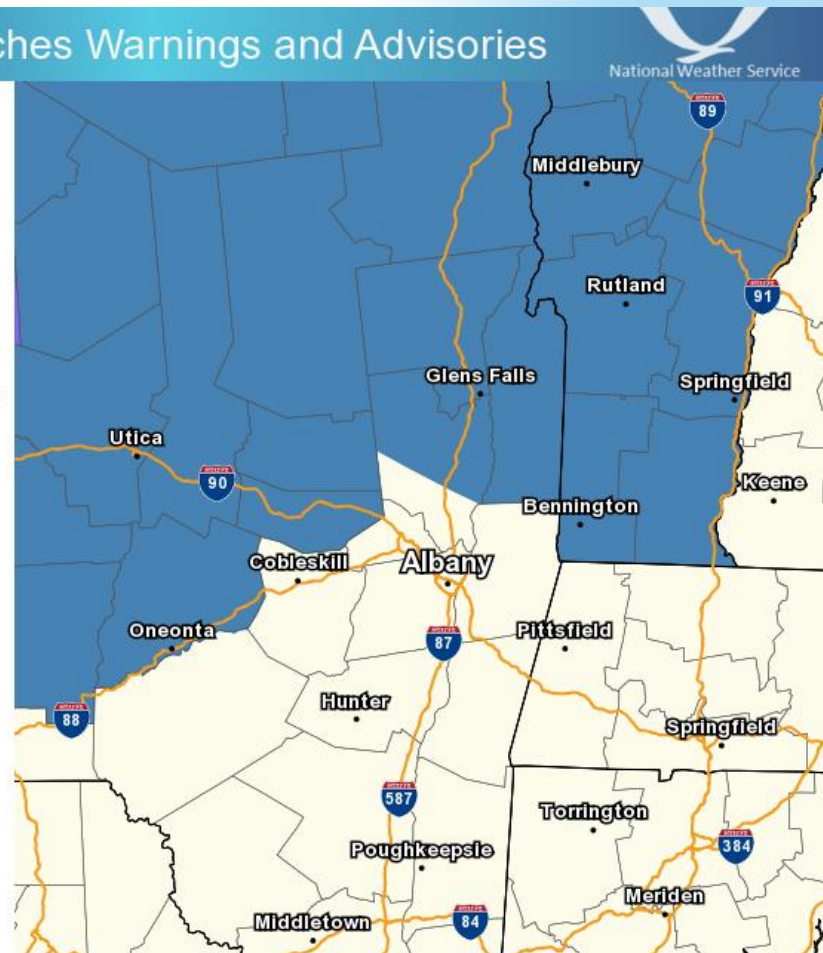 ches Warnings and Advisories
National Weather Service
89
Middlebury
Rutland
91
Glens Falls
Springfield
Utica
90
Keene
Bennington
Cobleskill
Albany
Oneonta
87
Pittsfield
Hunter
88
Springfield
587
Torrington
Poughkeepsie
384
Meriden
Middletown
84